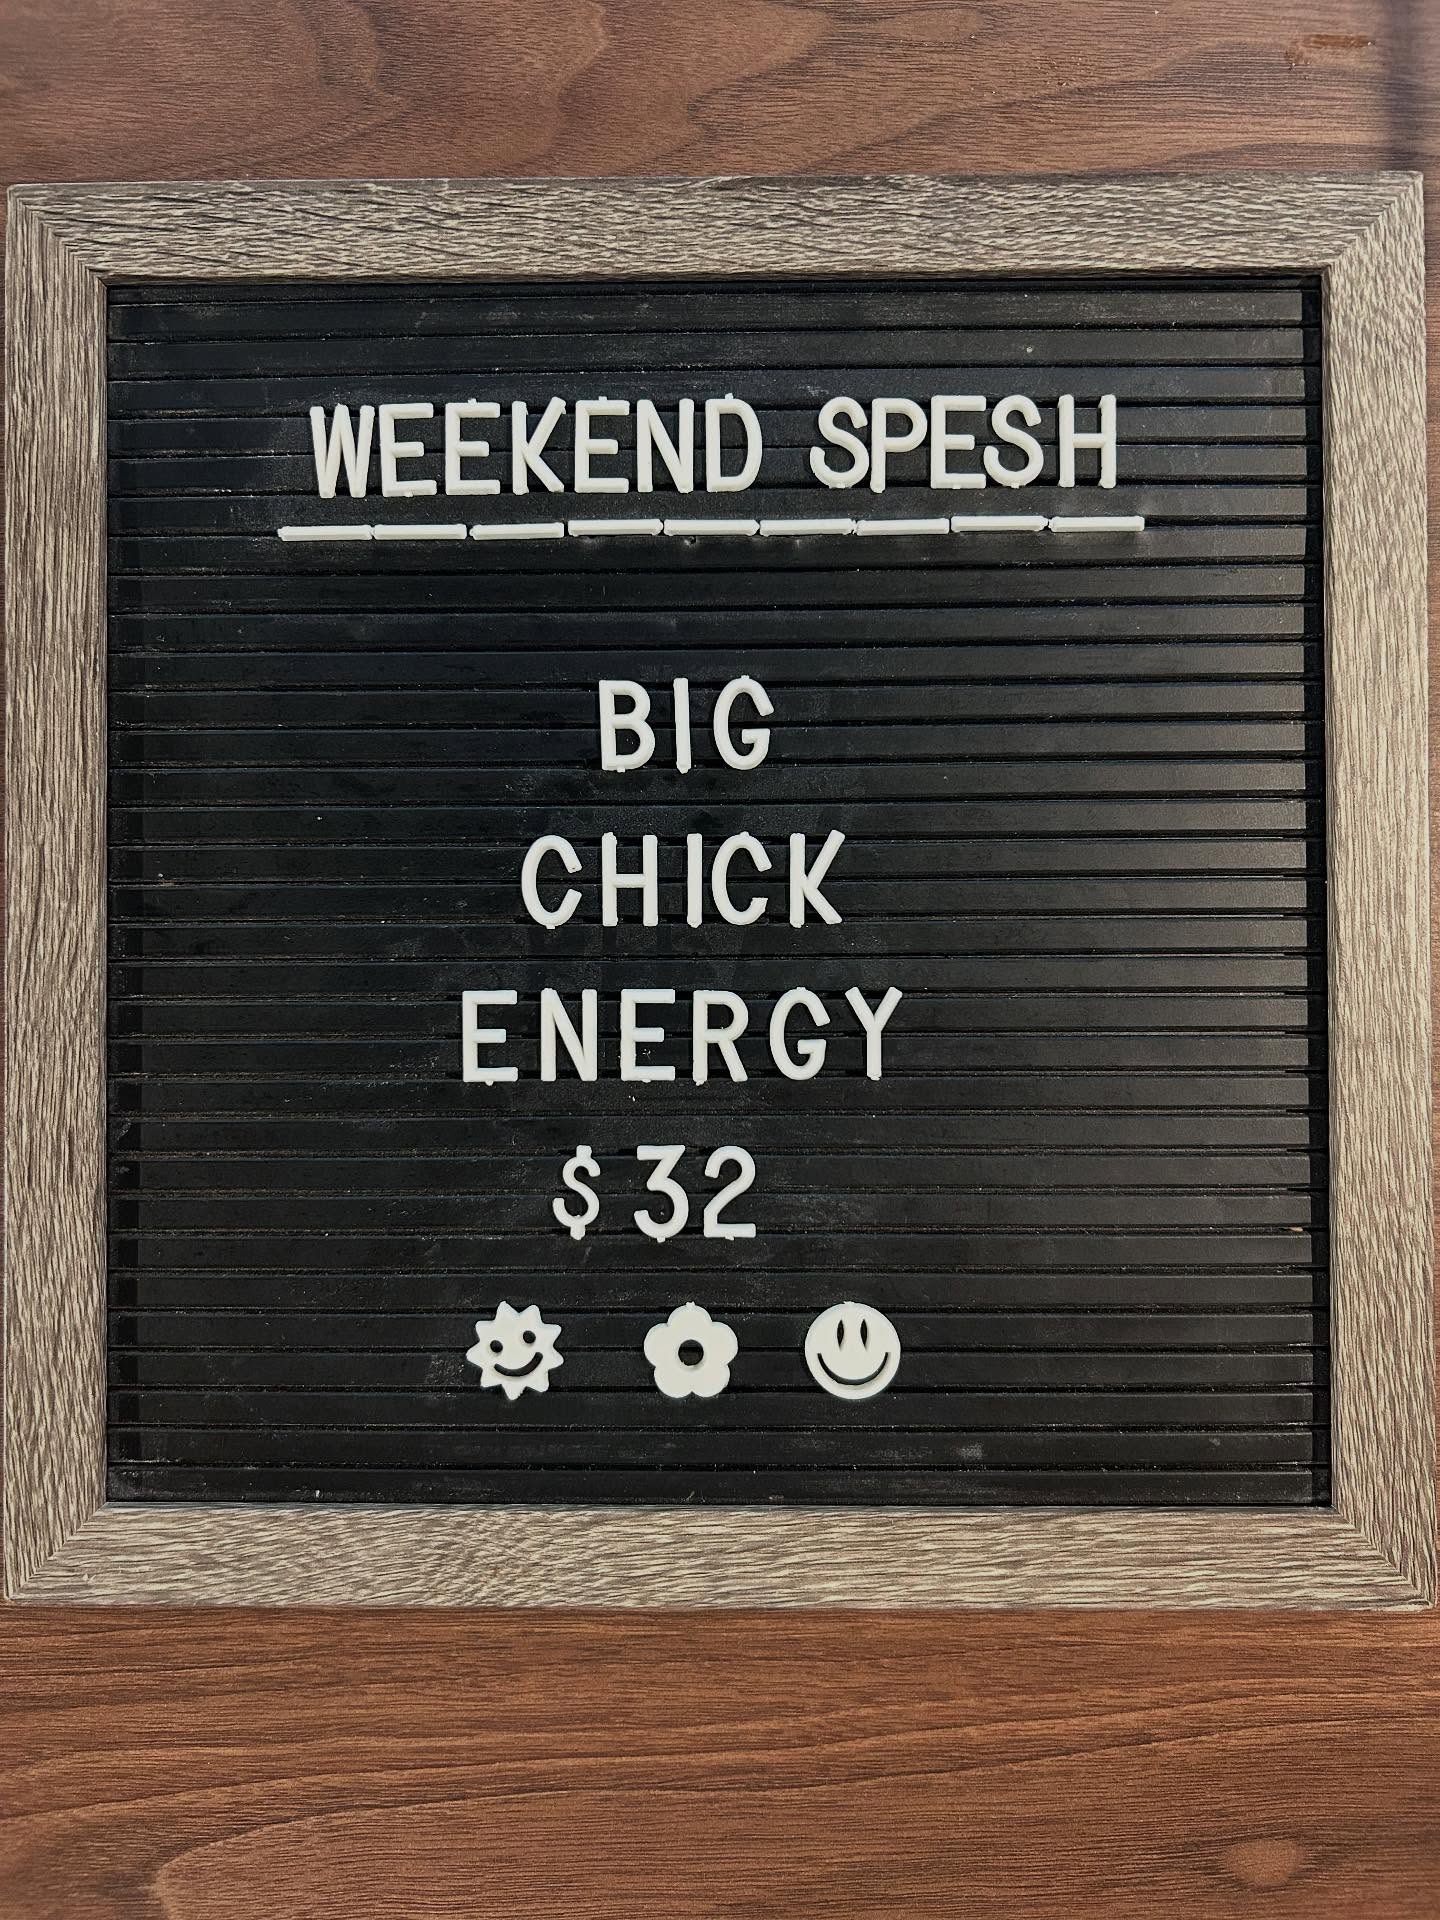 WEEKEND SPESH
BIG
CHICK
ENERGY
$32